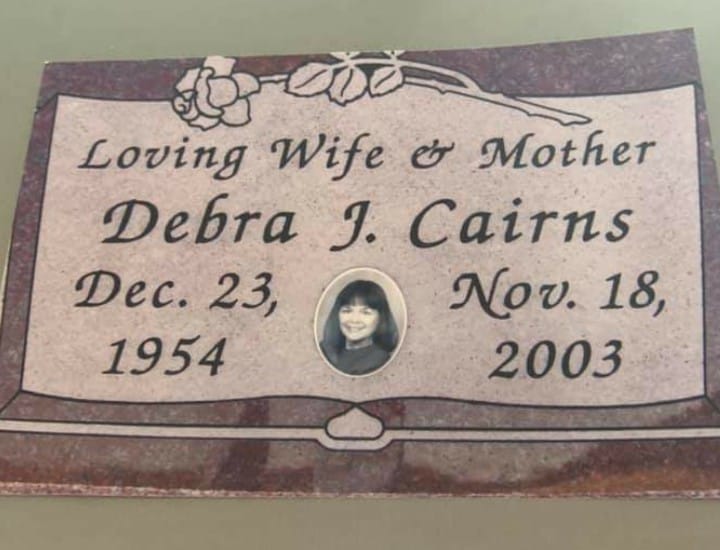 Loving Wife & Mother
Debra J. Cairns
Dec. 23, Nov. 18,
1954 2003